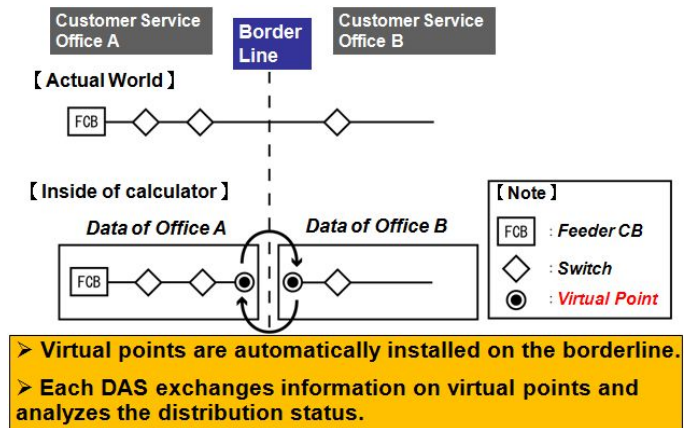 Customer Service
Office A
Border
Line
Customer Service
Office B
【Actual World】
FCB
【Inside of calculator】
Data of Office A
Data of Office B
FCB
【Note】
FCB : Feeder CB
: Switch
: Virtual Point
➢ Virtual points are automatically installed on the borderline.
➢ Each DAS exchanges information on virtual points and
analyzes the distribution status.